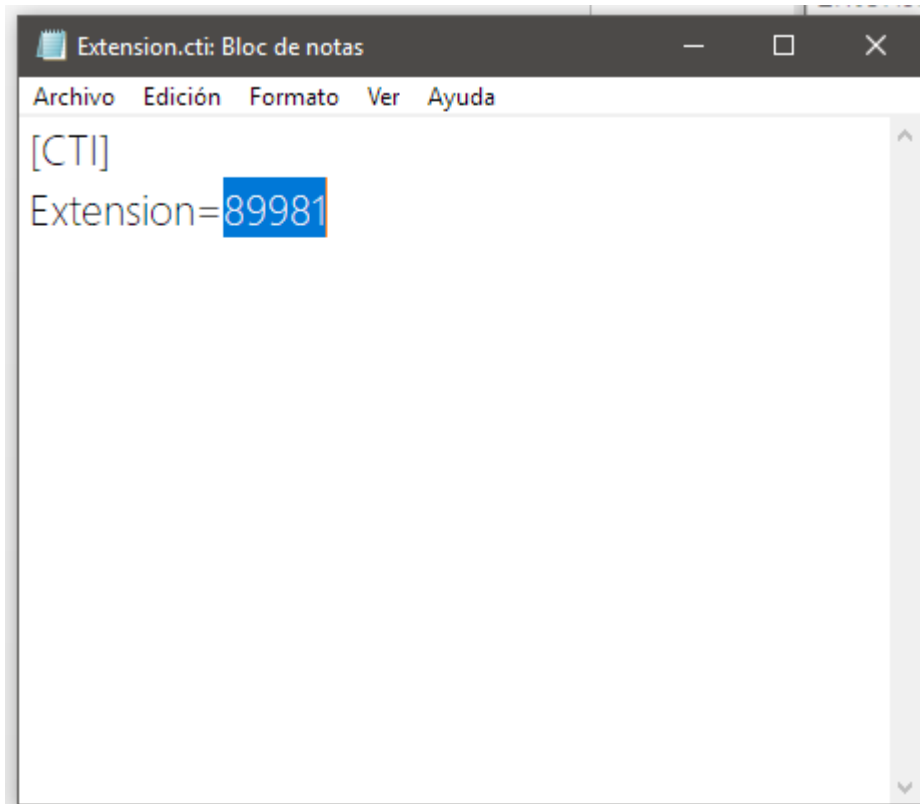 Extension.cti: Bloc de notas
Archivo Edición Formato Ver Ayuda
[CTI]
Extension=89981